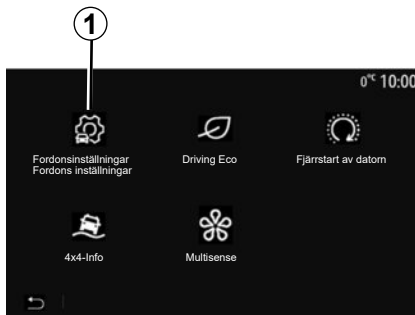 1
0°C 10:00
Fordonsinställningar
Fordons inställningar
Driving Eco
Fjärrstart av datorn
4x4-Info
Multisense